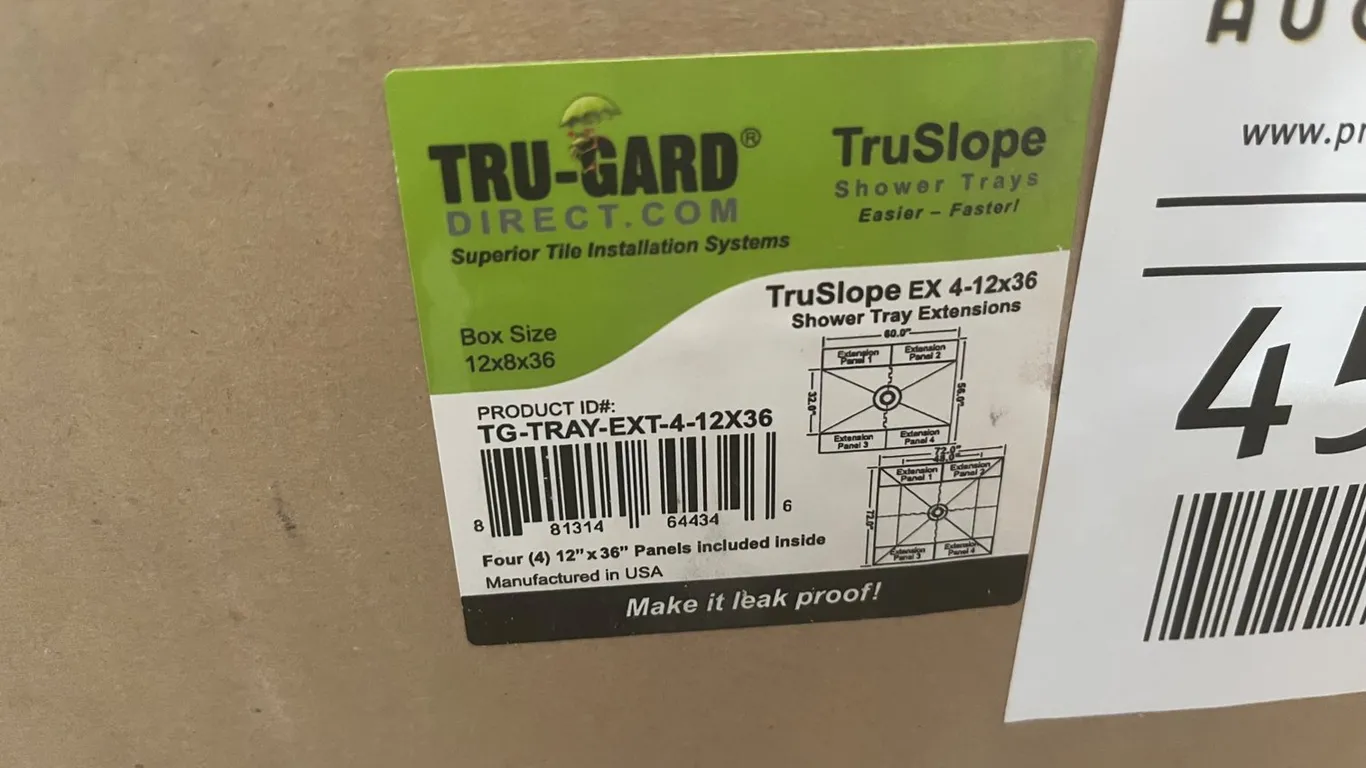 TRU-GARD®
DIRECT.COM
Superior Tile Installation Systems
TruSlope
Shower Trays
Easier – Faster!
Box Size
12x8x36
TruSlope EX 4-12x36
Shower Tray Extensions
60.0"
Extension Panel 1
Extension Panel 2
32.0"
56.0"
Extension Panel 3
Extension Panel 4
72.0"
48.0"
Extension Panel 1
Extension Panel 2
72.0"
Extension Panel 3
Extension Panel 4
PRODUCT ID#:
TG-TRAY-EXT-4-12X36
8 81314 64434 6
Four (4) 12" x 36" Panels included inside
Manufactured in USA
Make it leak proof!
AUC
www.pr
45